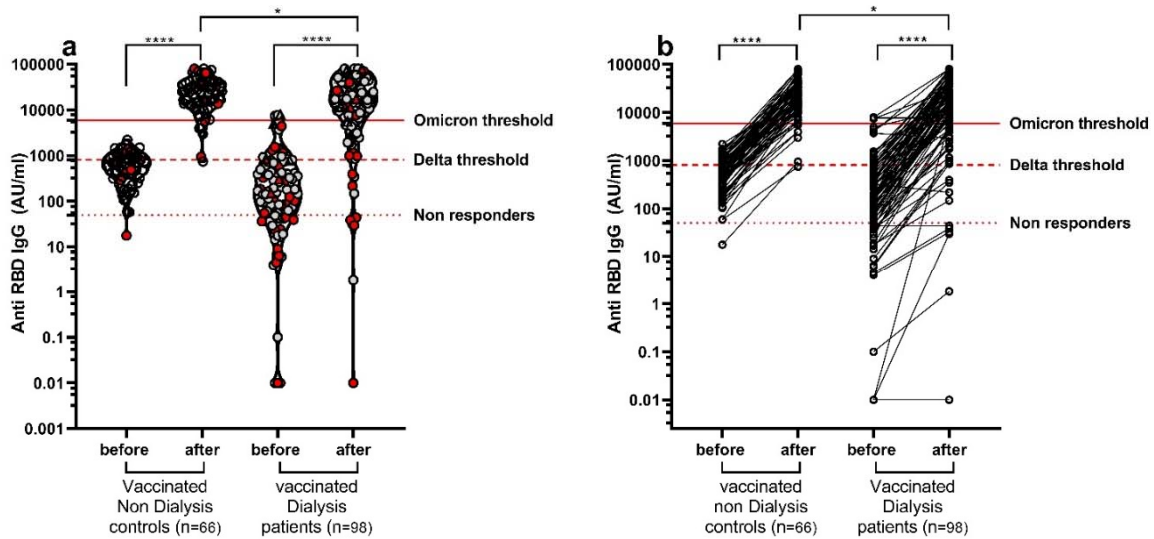 *
a
****
****
Anti RBD IgG (AU/ml)
100000
10000
1000
100
10
1
0.1
0.01
0.001
Omicron threshold
Delta threshold
Non responders
before
after
before
after
Vaccinated
Non Dialysis
controls (n=66)
vaccinated
Dialysis
patients (n=98)
*
b
****
****
Anti RBD IgG (AU/ml)
100000
10000
1000
100
10
1
0.1
0.01
0.001
Omicron threshold
Delta threshold
Non responders
before
after
before
after
vaccinated
non Dialysis
controls (n=66)
Vaccinated
Dialysis
patients (n=98)